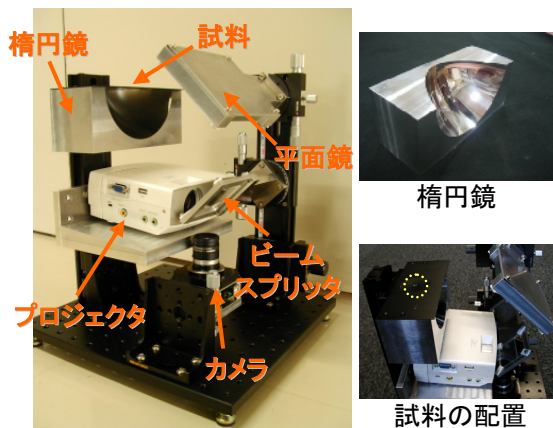 試料
楕円鏡
平面鏡
ビーム
スプリッタ
プロジェクタ
カメラ
楕円鏡
試料の配置